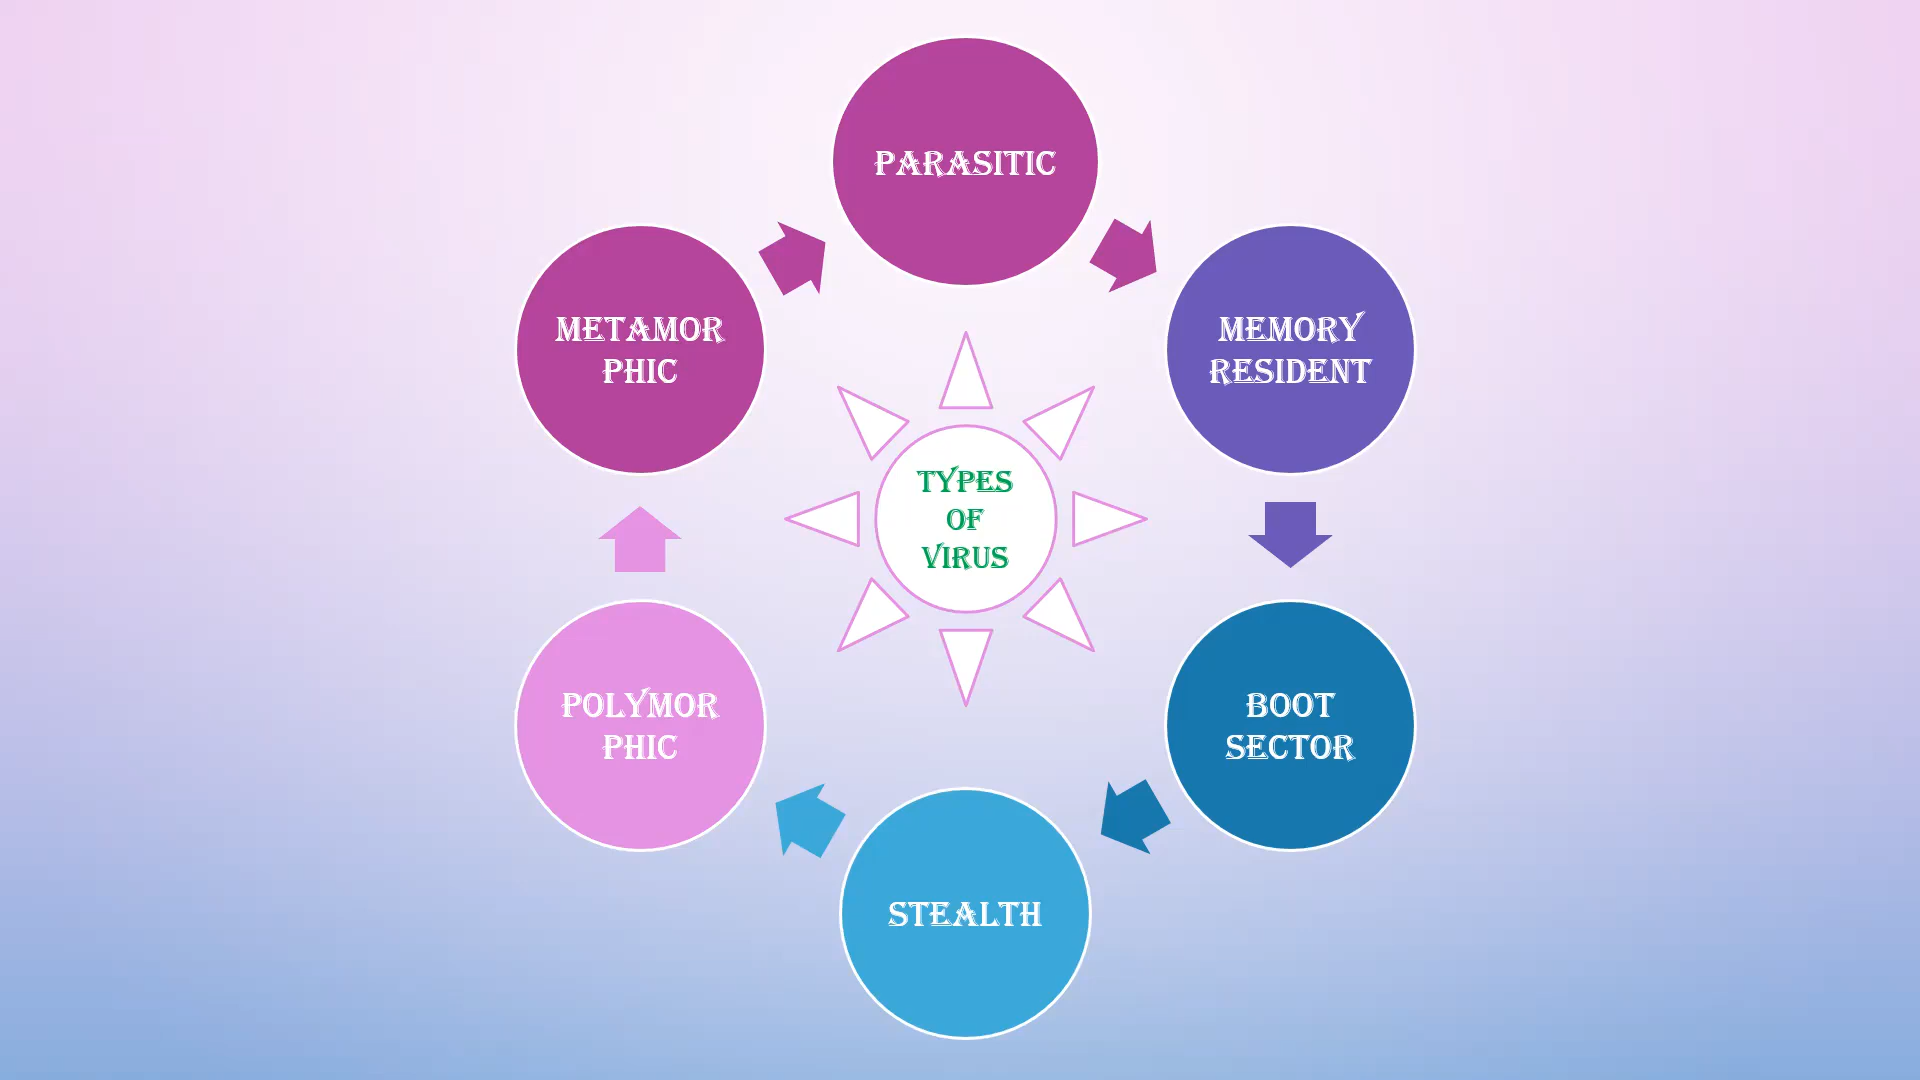 PARASITIC
MEMORY
RESIDENT
BOOT
SECTOR
STEALTH
POLYMOR
PHIC
METAMOR
PHIC
TYPES
OF
VIRUS